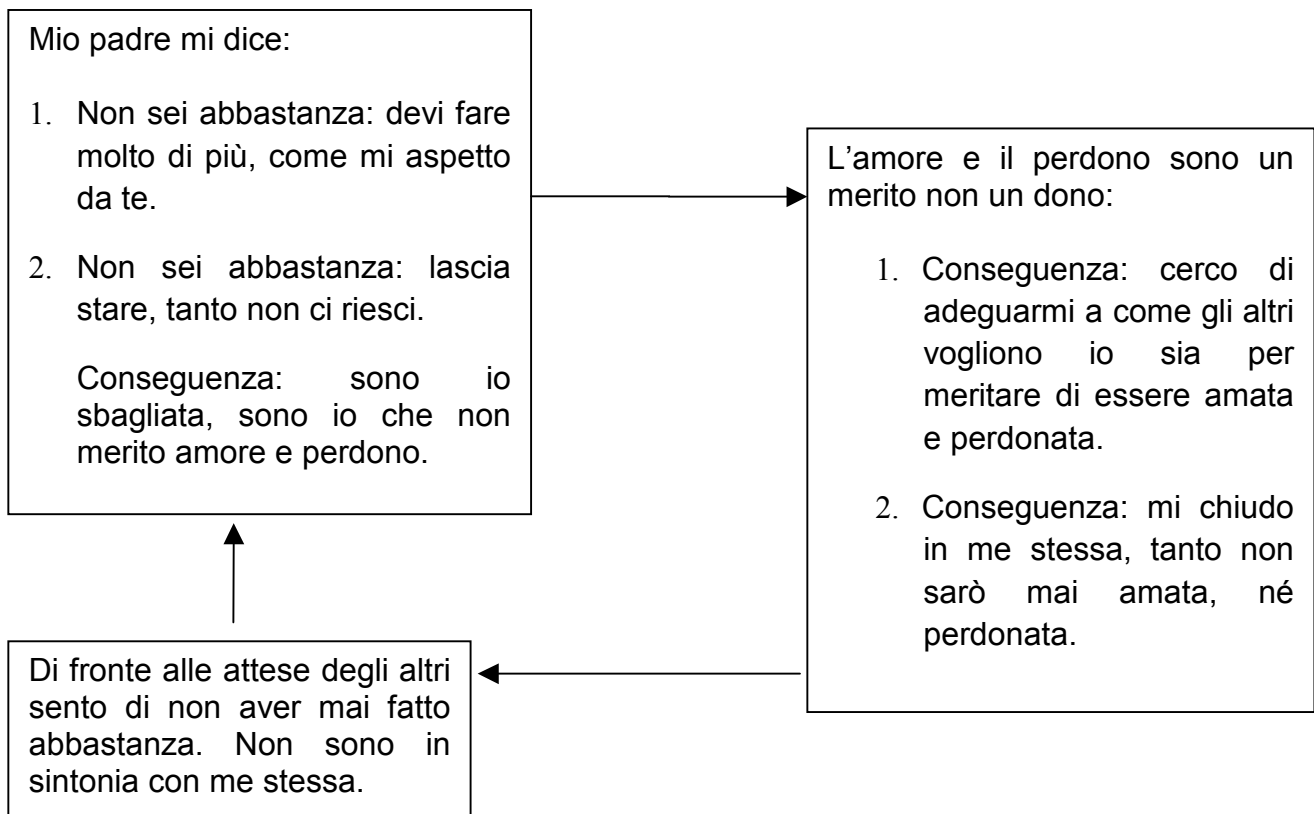 Mio padre mi dice:
1. Non sei abbastanza: devi fare
molto di più, come mi aspetto
da te.
2. Non sei abbastanza: lascia
stare, tanto non ci riesci.
Conseguenza: sono io
sbagliata, sono io che non
merito amore e perdono.
L’amore e il perdono sono un
merito non un dono:
1. Conseguenza: cerco di
adeguarmi a come gli altri
vogliono io sia per
meritare di essere amata
e perdonata.
2. Conseguenza: mi chiudo
in me stessa, tanto non
sarò mai amata, né
perdonata.
Di fronte alle attese degli altri
sento di non aver mai fatto
abbastanza. Non sono in
sintonia con me stessa.